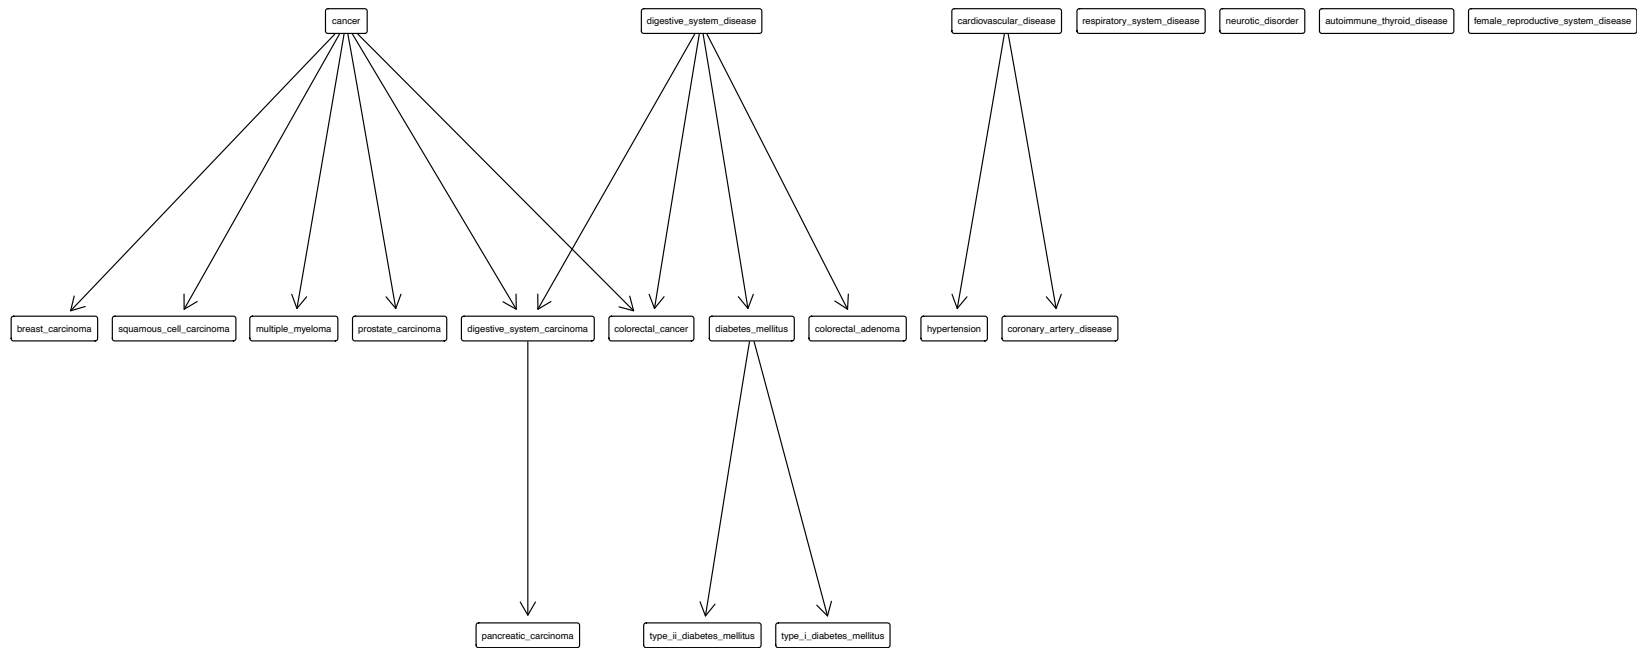 cancer
digestive_system_disease
cardiovascular_disease
respiratory_system_disease
neurotic_disorder
autoimmune_thyroid_disease
female_reproductive_system_disease
breast_carcinoma
squamous_cell_carcinoma
multiple_myeloma
prostate_carcinoma
digestive_system_carcinoma
colorectal_cancer
diabetes_mellitus
colorectal_adenoma
hypertension
coronary_artery_disease
pancreatic_carcinoma
type_ii_diabetes_mellitus
type_i_diabetes_mellitus